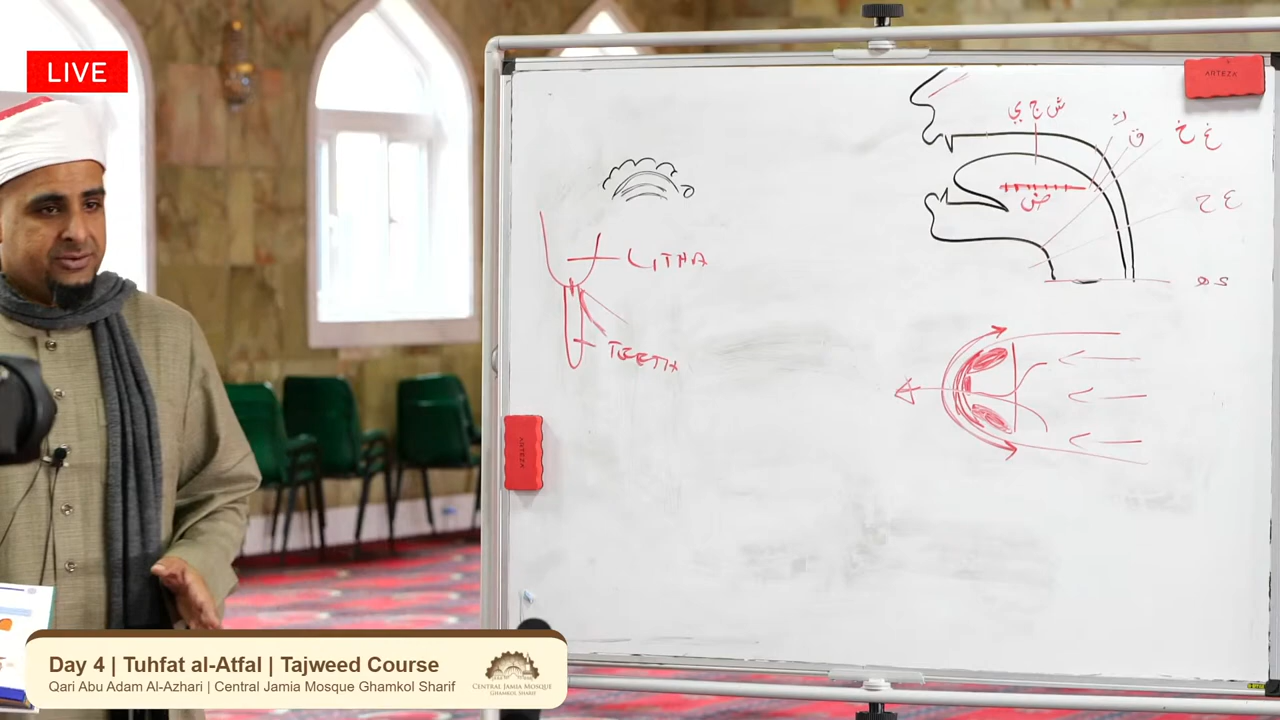 LIVE
ARTEZA
ش ج ي
ك
ق
غ خ
ض
ع ح
ء ه
LITHA
TEETH
ARTEZA
Day 4 | Tuhfat al-Atfal | Tajweed Course
Qari Abu Adam Al-Azhari | Central Jamia Mosque Ghamkol Sharif
CENTRAL JAMIA MOSQUE
GHAMKOL SHARIF